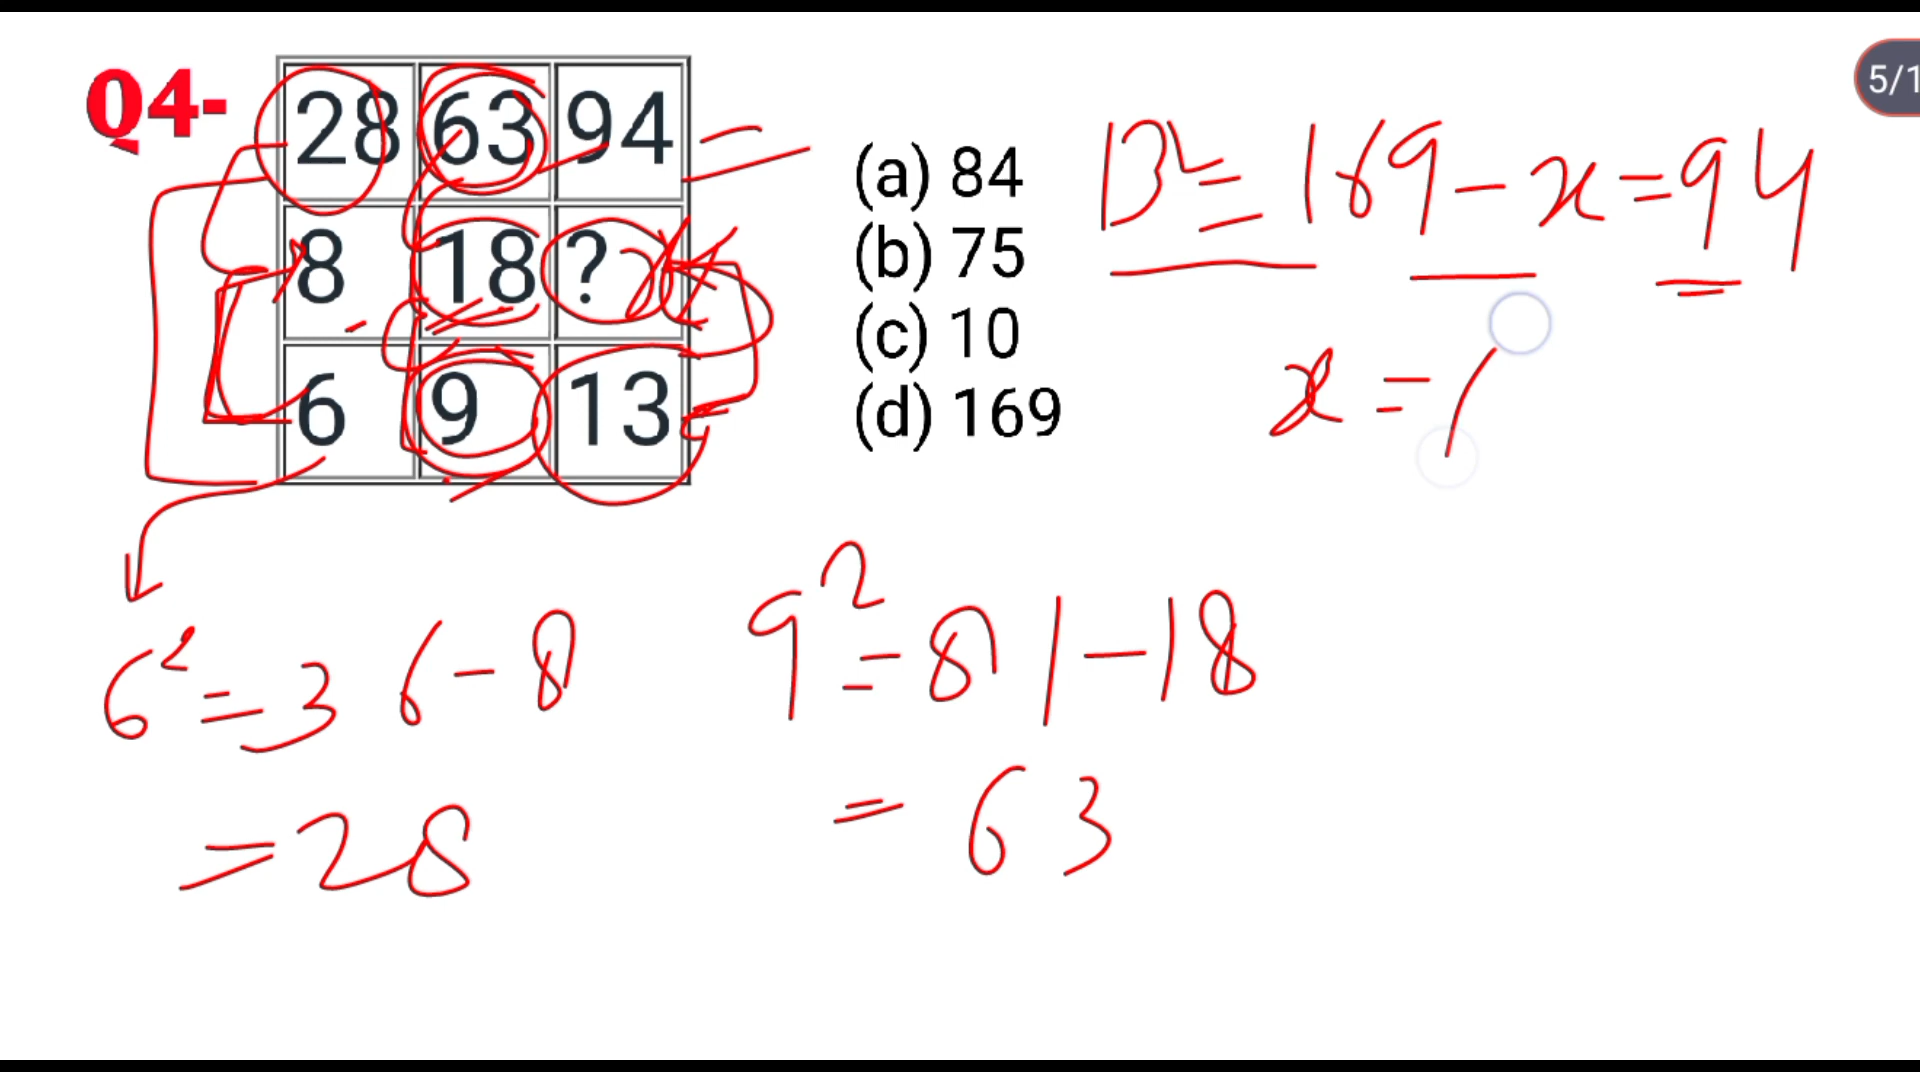 Q4-
28 63 94
8 18 ?
6 9 13
(a) 84
(b) 75
(c) 10
(d) 169
13² = 169 - x = 94
x =
6² = 36 - 8
= 28
9² = 81 - 18
= 63
5/1